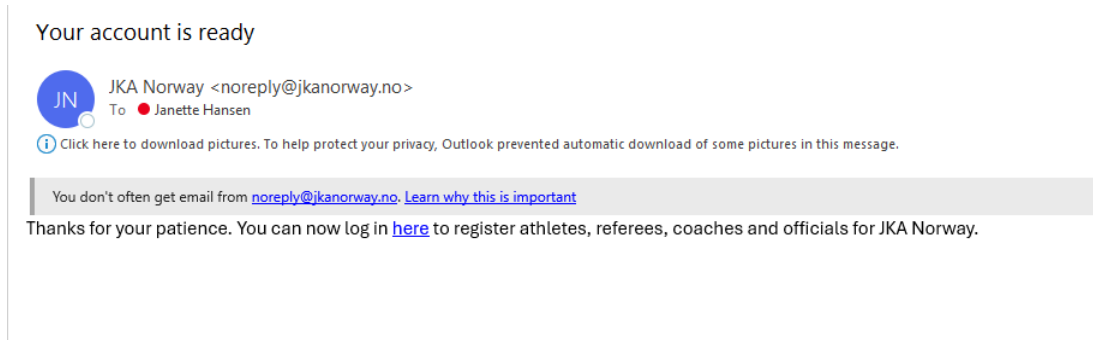 Your account is ready
JN
JKA Norway <noreply@jkanorway.no>
To Janette Hansen
Click here to download pictures. To help protect your privacy, Outlook prevented automatic download of some pictures in this message.
You don't often get email from noreply@jkanorway.no. Learn why this is important
Thanks for your patience. You can now log in here to register athletes, referees, coaches and officials for JKA Norway.